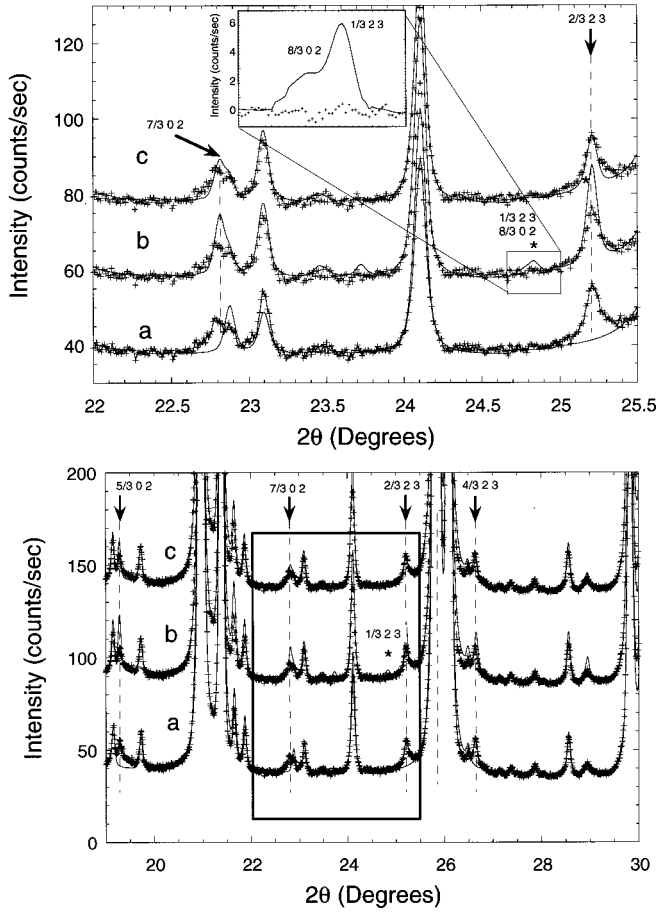 Intensity (counts/sec)
130
120
100
80
60
40
22
22.5
23
23.5
24
24.5
25
25.5
2θ (Degrees)
Intensity (counts/sec)
6
4
2
0
1/3 2 3
8/3 0 2
2/3 2 3
7/3 0 2
c
b
a
1/3 2 3
8/3 0 2
*
Intensity (counts/sec)
200
150
100
50
0
20
22
24
26
28
30
2θ (Degrees)
5/3 0 2
7/3 0 2
2/3 2 3
4/3 2 3
c
b
1/3 2 3
*
a